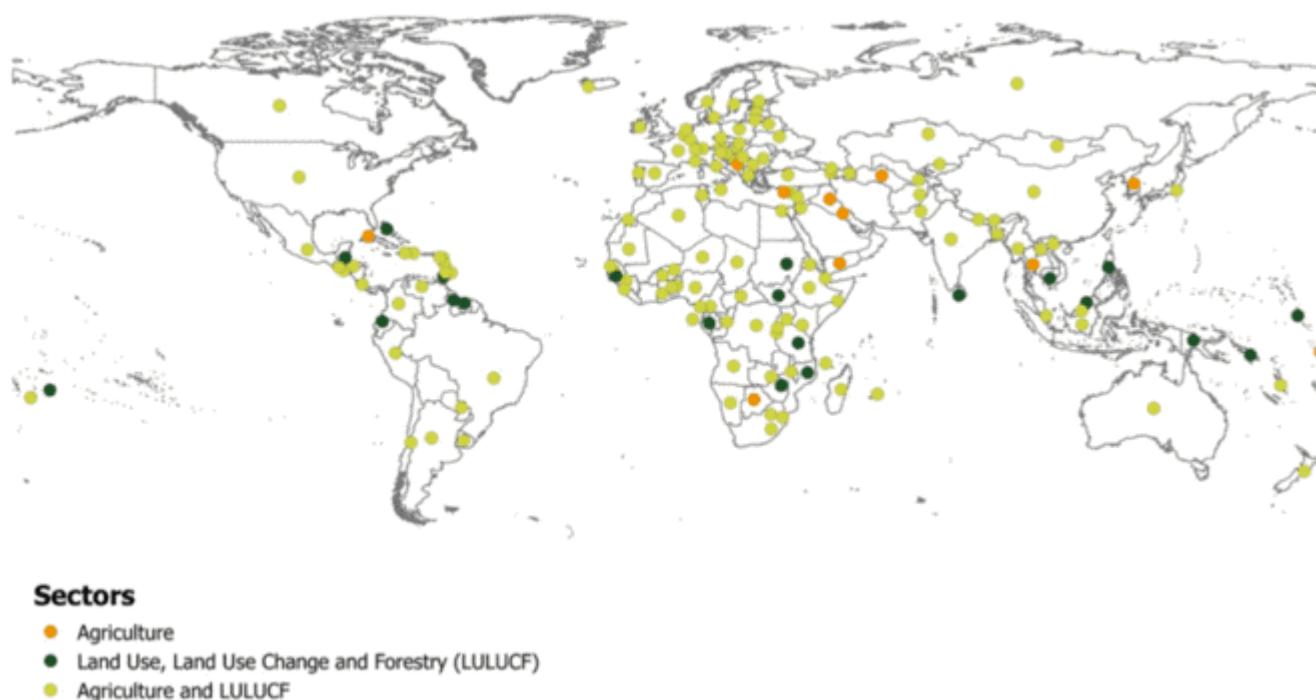 Sectors
Agriculture
Land Use, Land Use Change and Forestry (LULUCF)
Agriculture and LULUCF